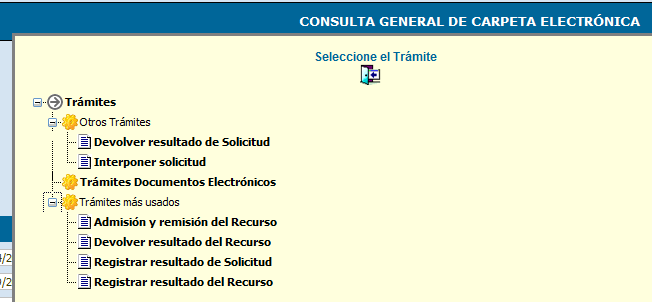 CONSULTA GENERAL DE CARPETA ELECTRÓNICA
Seleccione el Trámite
Trámites
Otros Trámites
Devolver resultado de Solicitud
Interponer solicitud
Trámites Documentos Electrónicos
Trámites más usados
Admisión y remisión del Recurso
Devolver resultado del Recurso
Registrar resultado de Solicitud
Registrar resultado del Recurso